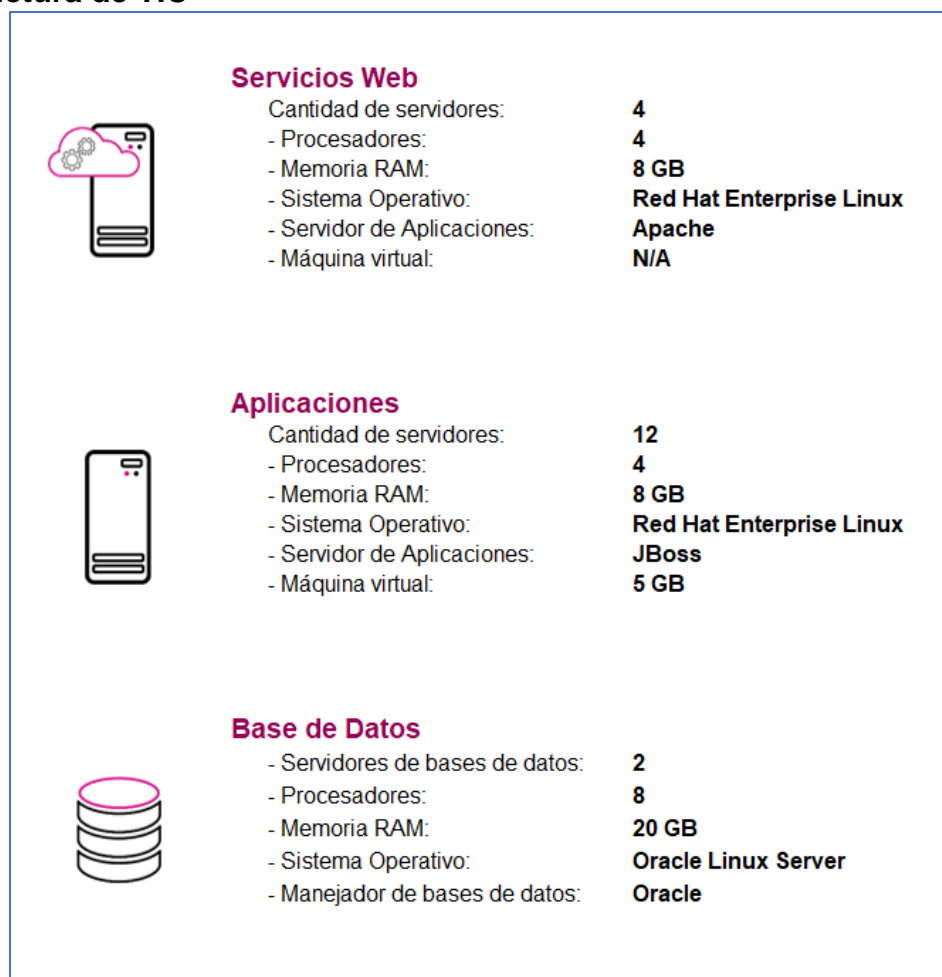 Servicios Web
Cantidad de servidores: 4
- Procesadores: 4
- Memoria RAM: 8 GB
- Sistema Operativo: Red Hat Enterprise Linux
- Servidor de Aplicaciones: Apache
- Máquina virtual: N/A
Aplicaciones
Cantidad de servidores: 12
- Procesadores: 4
- Memoria RAM: 8 GB
- Sistema Operativo: Red Hat Enterprise Linux
- Servidor de Aplicaciones: JBoss
- Máquina virtual: 5 GB
Base de Datos
- Servidores de bases de datos: 2
- Procesadores: 8
- Memoria RAM: 20 GB
- Sistema Operativo: Oracle Linux Server
- Manejador de bases de datos: Oracle